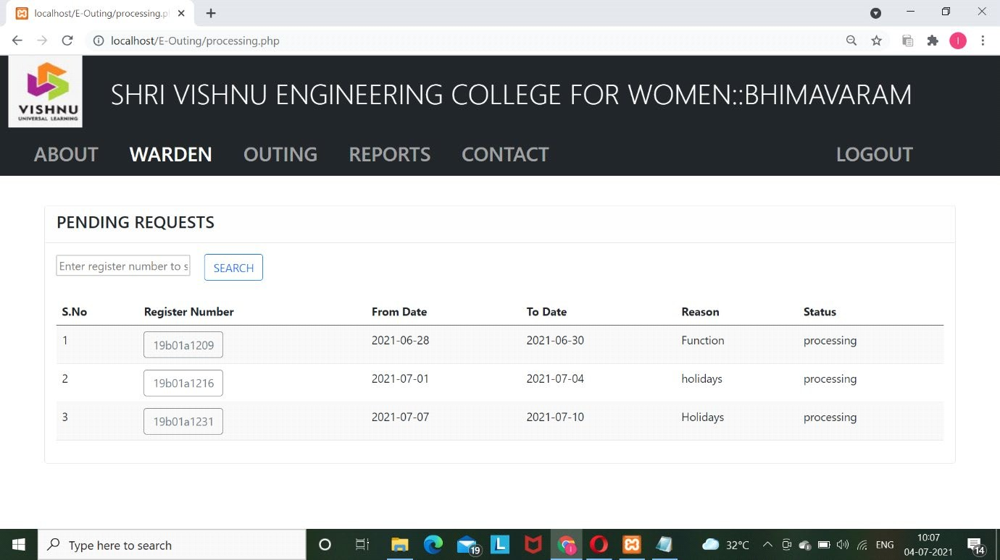 localhost/E-Outing/processing.p
localhost/E-Outing/processing.php
I
VISHNU
UNIVERSAL LEARNING
SHRI VISHNU ENGINEERING COLLEGE FOR WOMEN::BHIMAVARAM
ABOUT WARDEN OUTING REPORTS CONTACT LOGOUT
PENDING REQUESTS
Enter register number to s SEARCH
S.No Register Number From Date To Date Reason Status
1 19b01a1209 2021-06-28 2021-06-30 Function processing
2 19b01a1216 2021-07-01 2021-07-04 holidays processing
3 19b01a1231 2021-07-07 2021-07-10 Holidays processing
Type here to search 19 L I 32°C ENG 10:07
04-07-2021 14